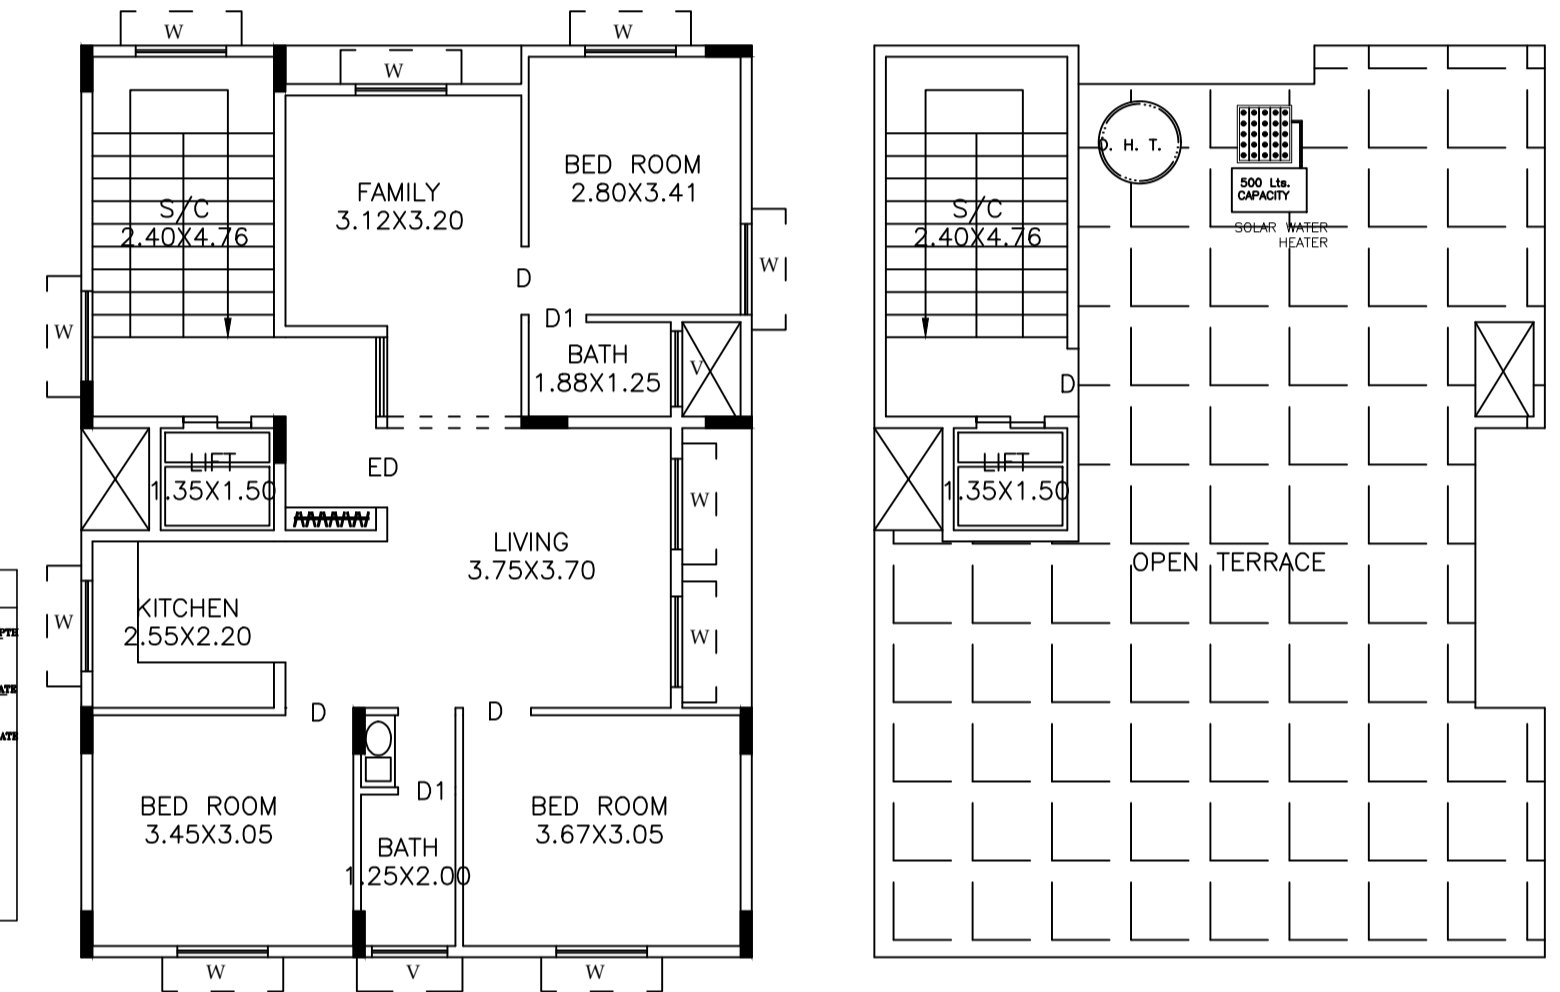 W
W
W
FAMILY
3.12X3.20
BED ROOM
2.80X3.41
S/C
2.40X4.76
W
D
D1
W
BATH
1.88X1.25
V
ED
LIFT
1.35X1.50
W
LIVING
3.75X3.70
KITCHEN
2.55X2.20
W
W
D
D
D1
BED ROOM
3.45X3.05
BED ROOM
3.67X3.05
BATH
1.25X2.00
W
V
W
D. H. T.
500 Lts.
CAPACITY
SOLAR WATER
HEATER
S/C
2.40X4.76
D
LIFT
1.35X1.50
OPEN TERRACE